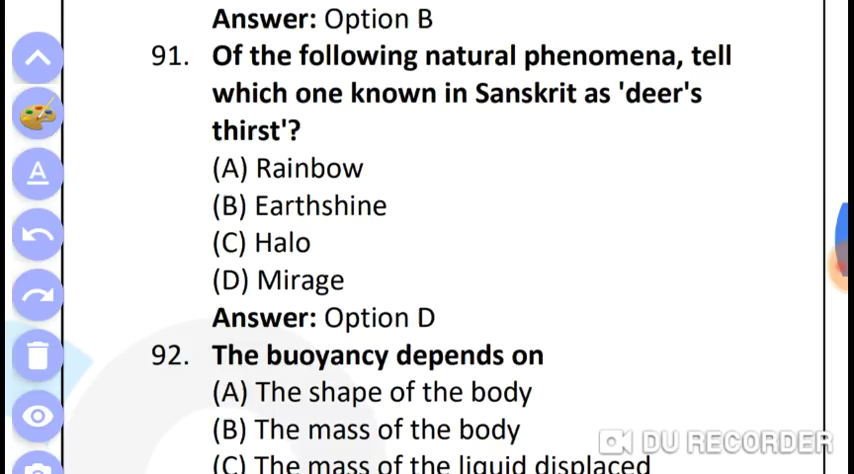 Answer: Option B
91. Of the following natural phenomena, tell
which one known in Sanskrit as 'deer's
thirst'?
(A) Rainbow
(B) Earthshine
(C) Halo
(D) Mirage
Answer: Option D
92. The buoyancy depends on
(A) The shape of the body
(B) The mass of the body
(C) The mass of the liquid displaced
A
DU RECORDER